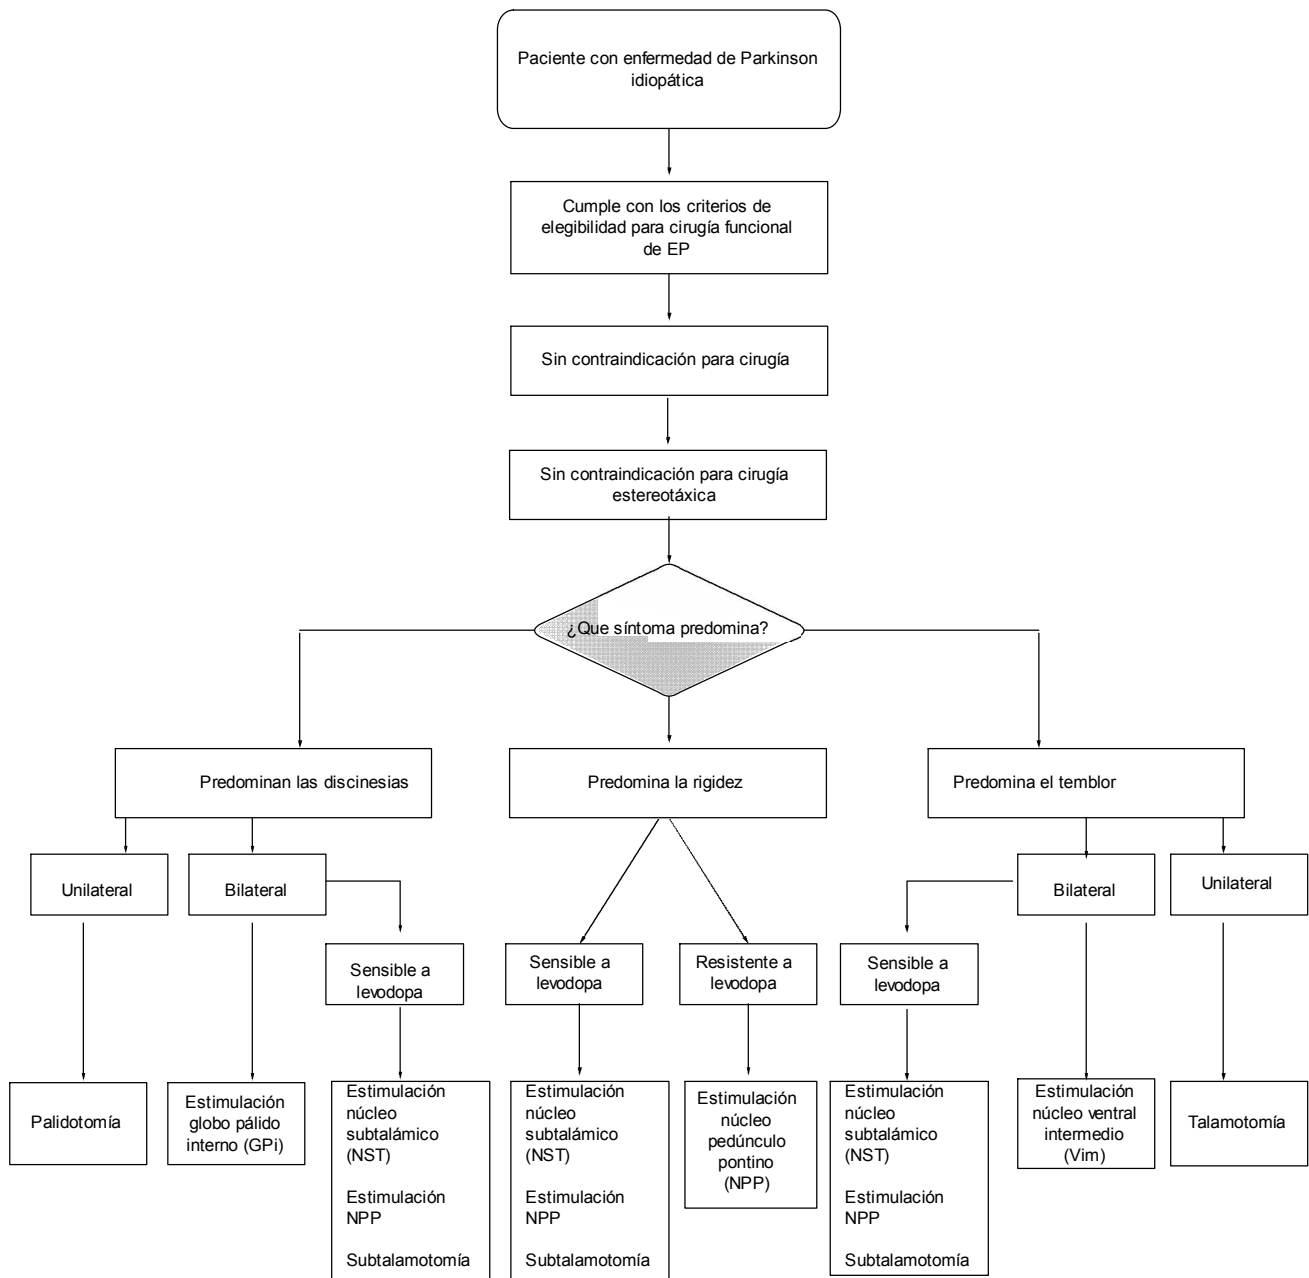 Paciente con enfermedad de Parkinson
idiopática
Cumple con los criterios de
elegibilidad para cirugía funcional
de EP
Sin contraindicación para cirugía
Sin contraindicación para cirugía
estereotáxica
¿Que síntoma predomina?
Predominan las discinesias
Predomina la rigidez
Predomina el temblor
Unilateral
Bilateral
Bilateral
Unilateral
Sensible a
levodopa
Sensible a
levodopa
Resistente a
levodopa
Sensible a
levodopa
Palidotomía
Estimulación
globo pálido
interno (GPi)
Estimulación
núcleo
subtalámico
(NST)
Estimulación
NPP
Subtalamotomía
Estimulación
núcleo
subtalámico
(NST)
Estimulación
NPP
Subtalamotomía
Estimulación
núcleo
pedúnculo
pontino
(NPP)
Estimulación
núcleo
subtalámico
(NST)
Estimulación
NPP
Subtalamotomía
Estimulación
núcleo ventral
intermedio
(Vim)
Talamotomía